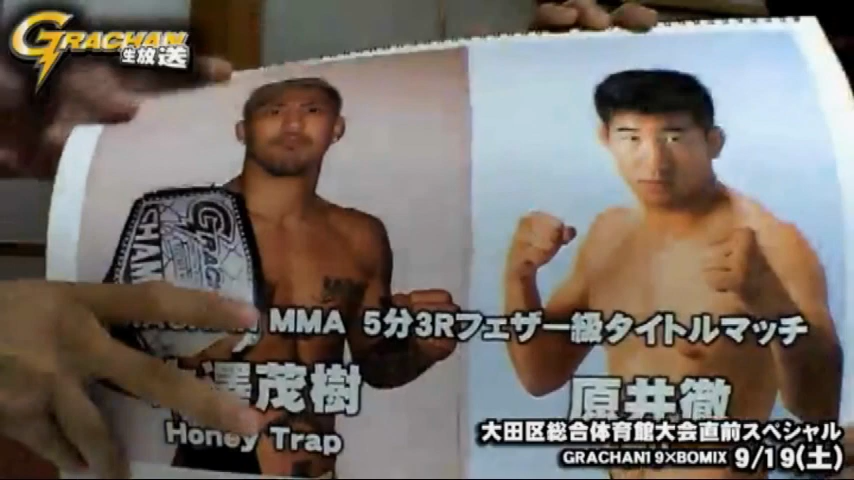 GRACHAN
生放送
CHAM
MMA 5分3Rフェザー級タイトルマッチ
澤茂樹
原井徹
Honey Trap
大田区総合体育館大会直前スペシャル
GRACHAN19×BOMIX 9/19(土)